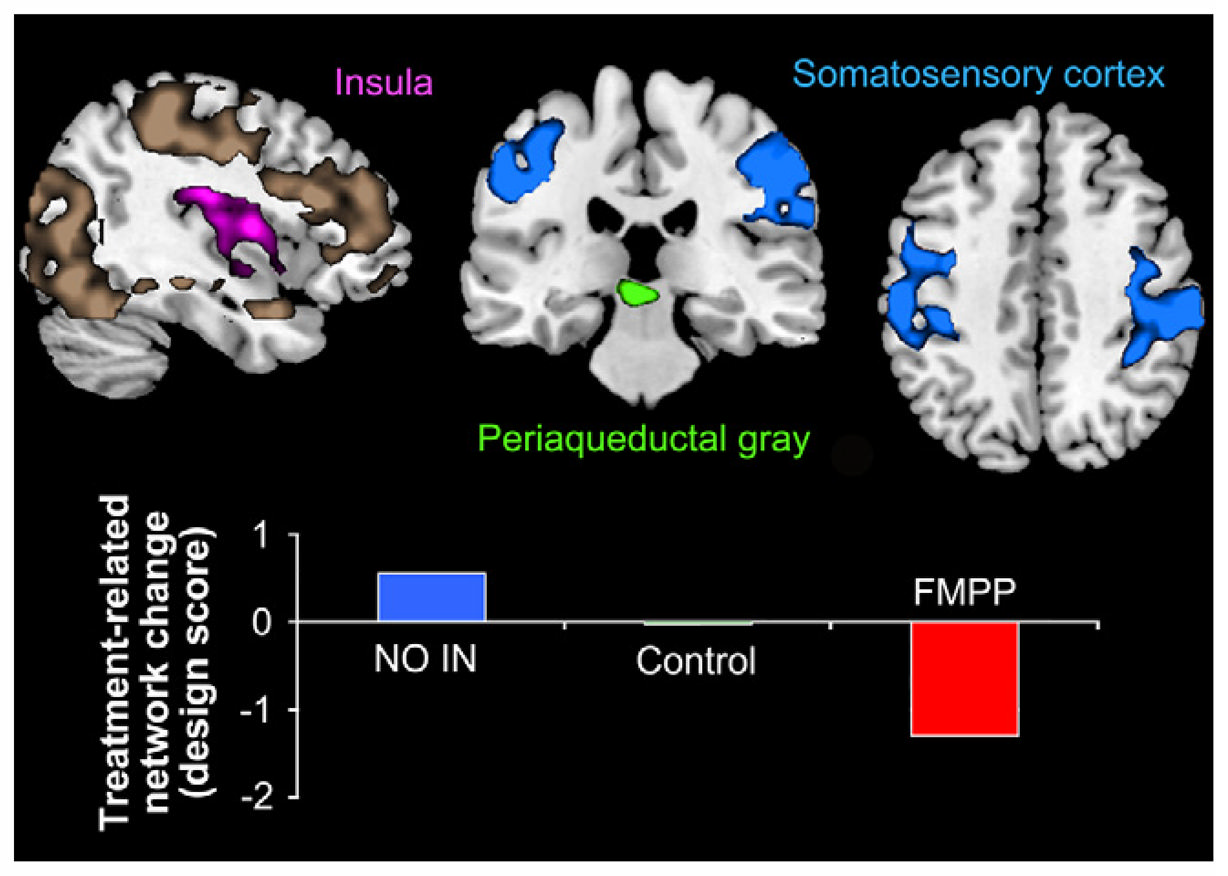 Insula
Somatosensory cortex
Periaqueductal gray
Treatment-related
network change
(design score)
1
0
-1
-2
NO IN
Control
FMPP